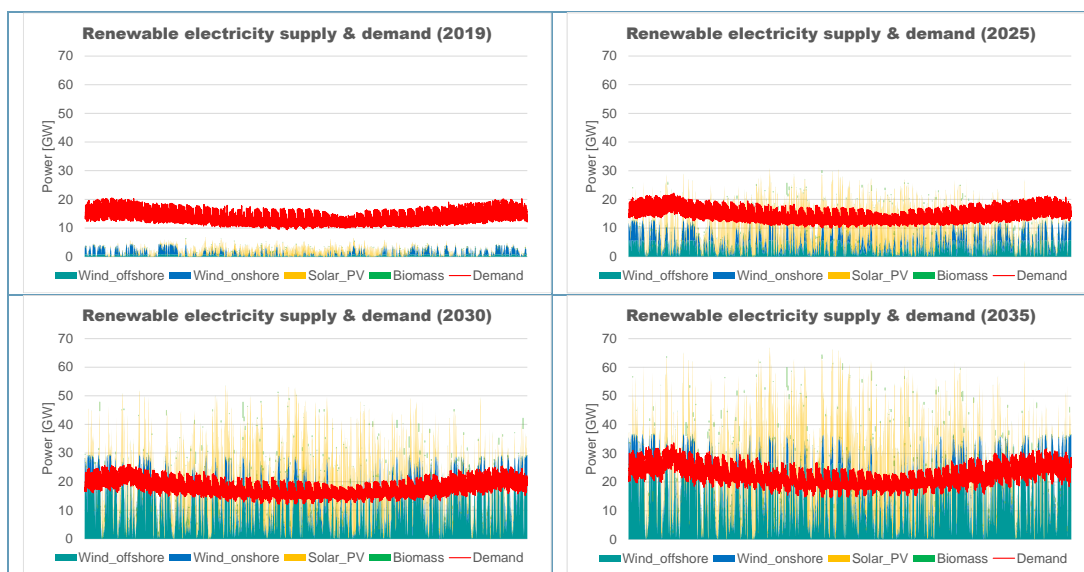 Renewable electricity supply & demand (2019)
Power [GW]
70
60
50
40
30
20
10
0
Wind_offshore Wind_onshore Solar_PV Biomass Demand
Renewable electricity supply & demand (2025)
Power [GW]
70
60
50
40
30
20
10
0
Wind_offshore Wind_onshore Solar_PV Biomass Demand
Renewable electricity supply & demand (2030)
Power [GW]
70
60
50
40
30
20
10
0
Wind_offshore Wind_onshore Solar_PV Biomass Demand
Renewable electricity supply & demand (2035)
Power [GW]
70
60
50
40
30
20
10
0
Wind_offshore Wind_onshore Solar_PV Biomass Demand